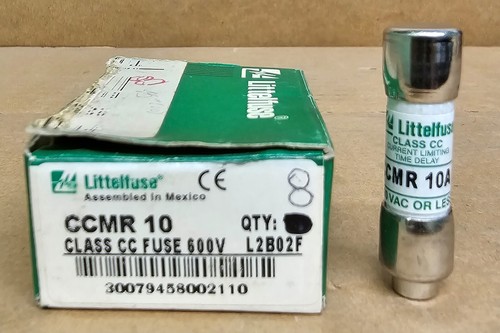 Littelfuse®
Littelfuse® CE
Assembled in Mexico
8
CCMR 10 QTY:
CLASS CC FUSE 600V L2B02F
30079458002110
Littelfuse
CLASS CC
CURRENT LIMITING
TIME DELAY
CMR 10A
VAC OR LES